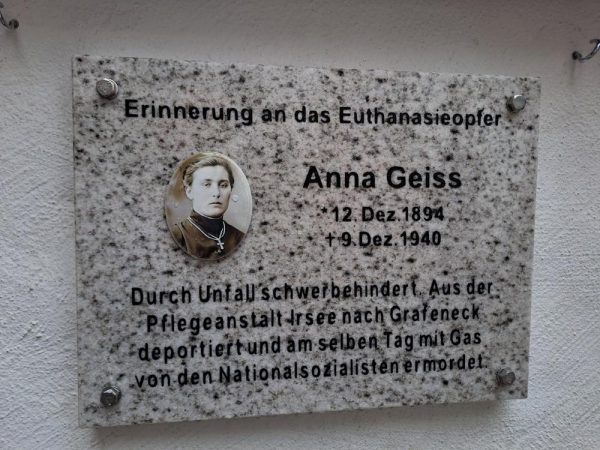 Erinnerung an das Euthanasieopfer
Anna Geiss
*12. Dez. 1894
†9. Dez. 1940
Durch Unfall schwerbehindert. Aus der
Pflegeanstalt Irsee nach Grafeneck
deportiert und am selben Tag mit Gas
von den Nationalsozialisten ermordet.